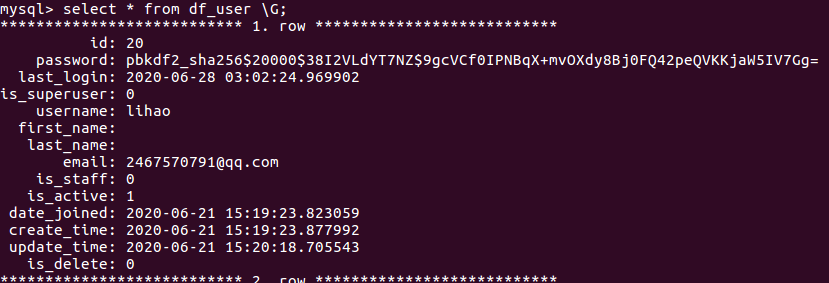 mysql> select * from df_user \G;
*************************** 1. row ***************************
id: 20
password: pbkdf2_sha256$20000$38I2VLdYT7NZ$9gcVCf0IPNBqX+mvOXdy8Bj0FQ42peQVKKjaW5IV7Gg=
last_login: 2020-06-28 03:02:24.969902
is_superuser: 0
username: lihao
first_name:
last_name:
email: 2467570791@qq.com
is_staff: 0
is_active: 1
date_joined: 2020-06-21 15:19:23.823059
create_time: 2020-06-21 15:19:23.877992
update_time: 2020-06-21 15:20:18.705543
is_delete: 0
*************************** 2. row ***************************